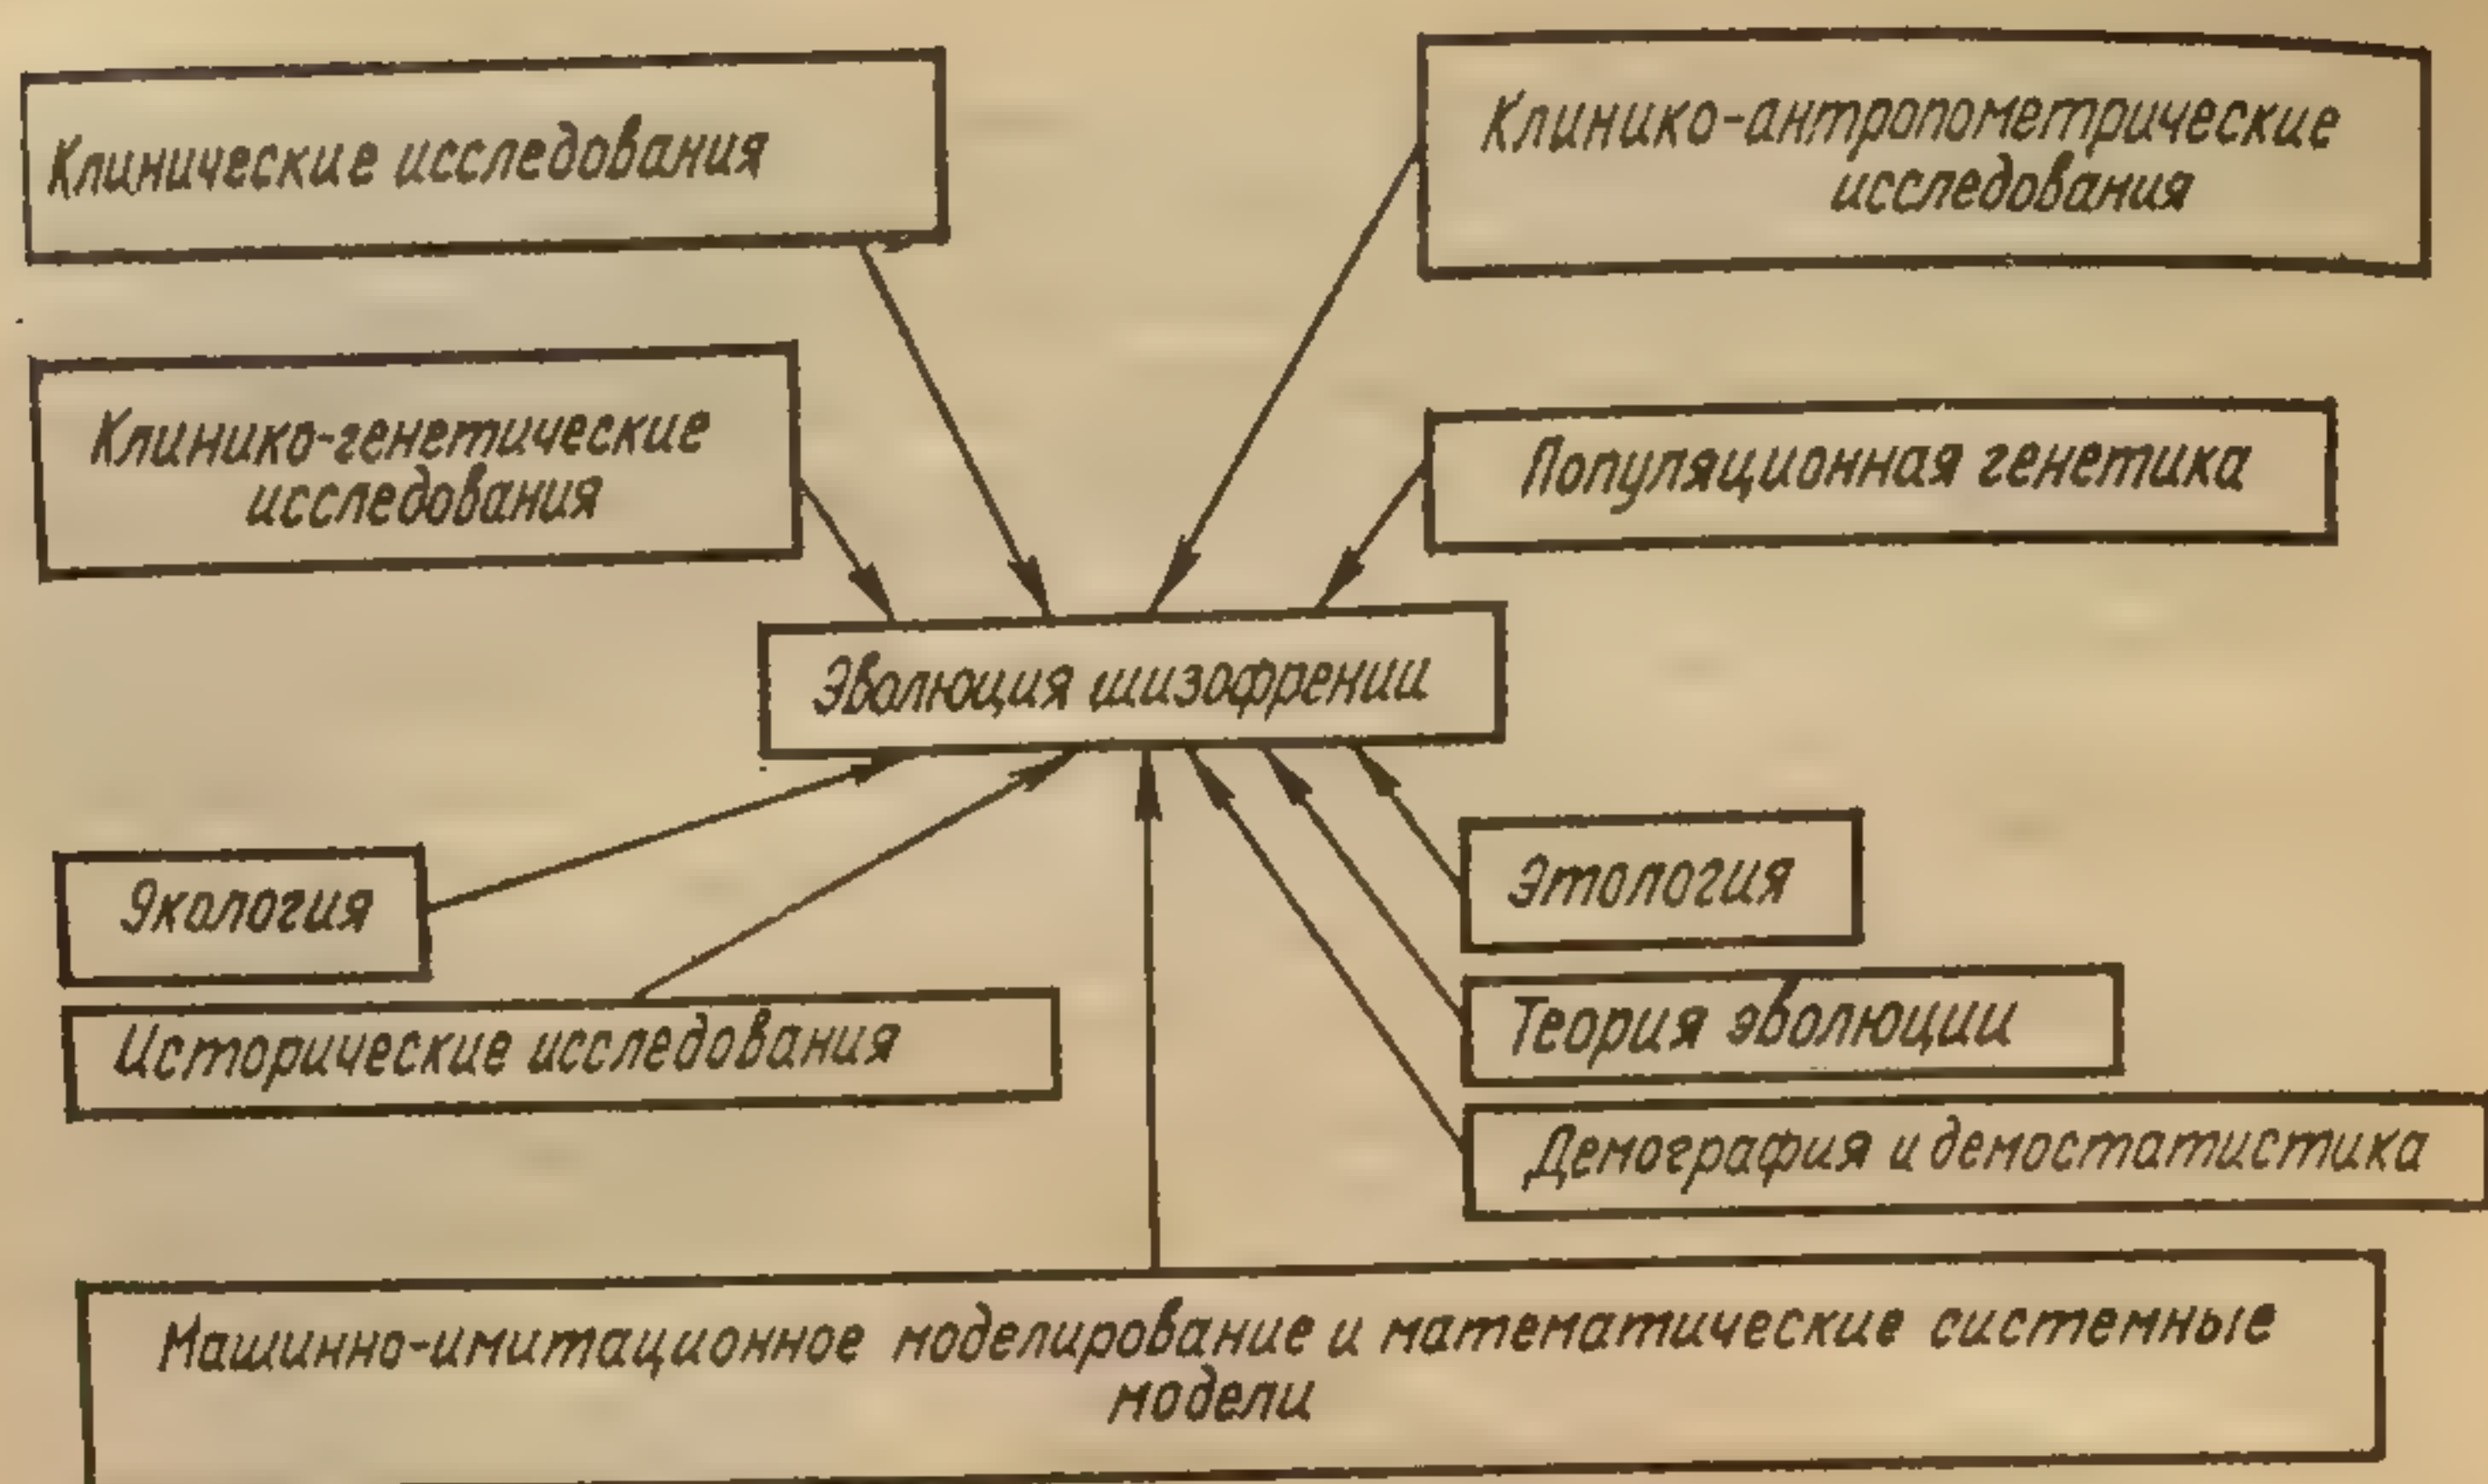 Клинические исследования
Клинико-антропометрические
исследования
Клинико-генетические
исследования
Популяционная генетика
Эволюция шизофрении
Экология
Этология
Исторические исследования
Теория эволюции
Демография и демостатистика
Машинно-имитационное моделирование и математические системные
модели